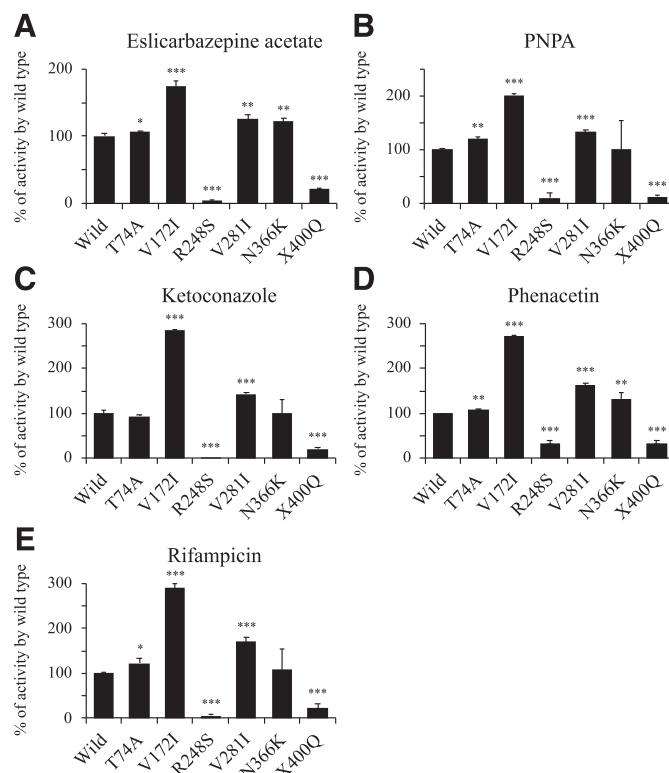 A
Eslicarbazepine acetate
% of activity by wild type
200
100
0
*
***
***
**
**
***
Wild
T74A
V172I
R248S
V281I
N366K
X400Q
B
PNPA
% of activity by wild type
200
100
0
**
***
***
***
***
Wild
T74A
V172I
R248S
V281I
N366K
X400Q
C
Ketoconazole
% of activity by wild type
300
200
100
0
***
***
***
***
Wild
T74A
V172I
R248S
V281I
N366K
X400Q
D
Phenacetin
% of activity by wild type
300
200
100
0
**
***
***
***
**
***
Wild
T74A
V172I
R248S
V281I
N366K
X400Q
E
Rifampicin
% of activity by wild type
300
200
100
0
*
***
***
***
***
Wild
T74A
V172I
R248S
V281I
N366K
X400Q